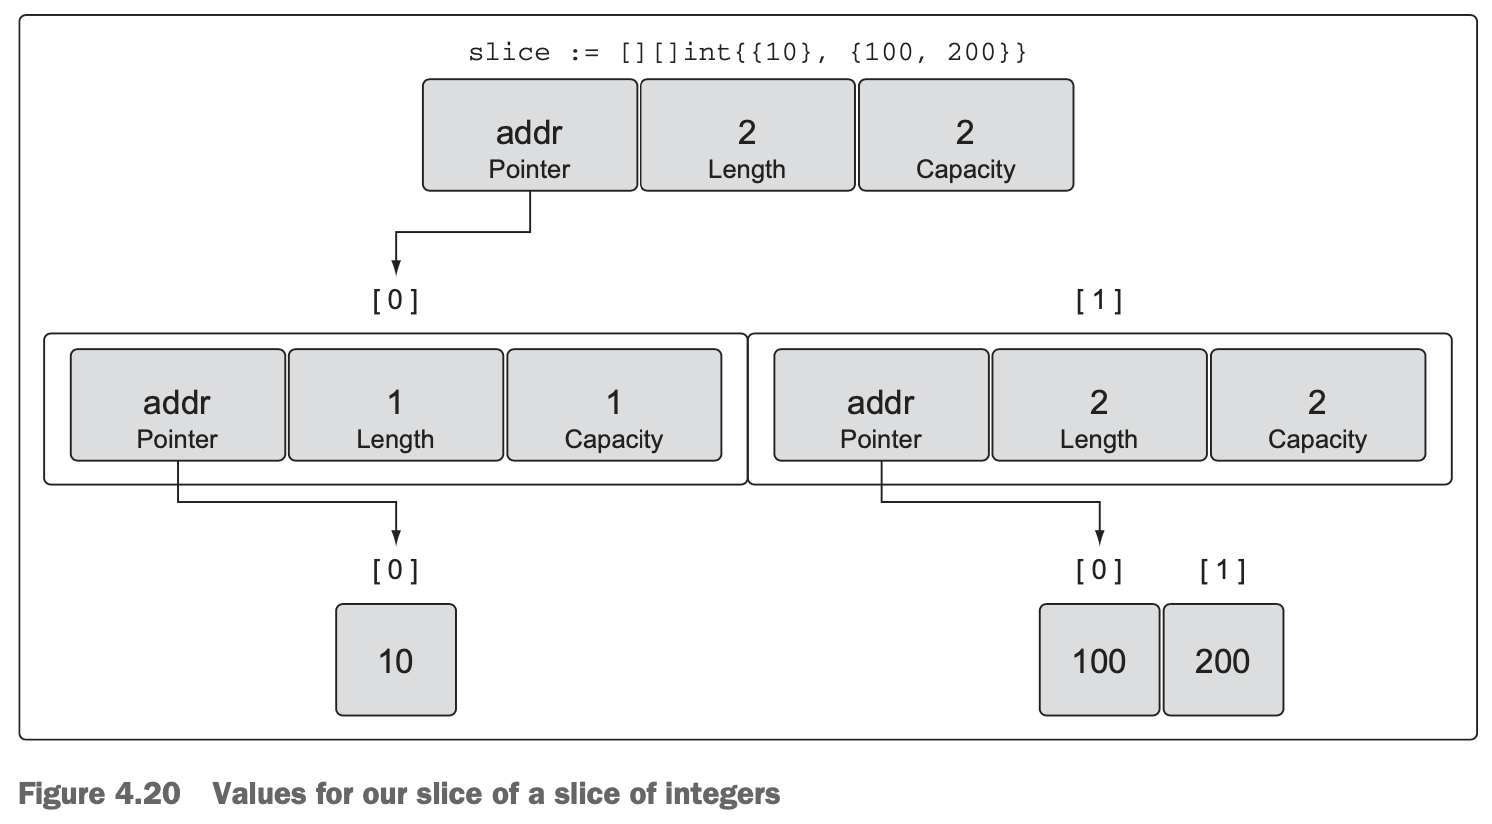 slice := [][]int{{10}, {100, 200}}
addr 2 2
Pointer Length Capacity
[0] [1]
addr 1 1 addr 2 2
Pointer Length Capacity Pointer Length Capacity
[0] [0] [1]
10 100 200
Figure 4.20 Values for our slice of a slice of integers